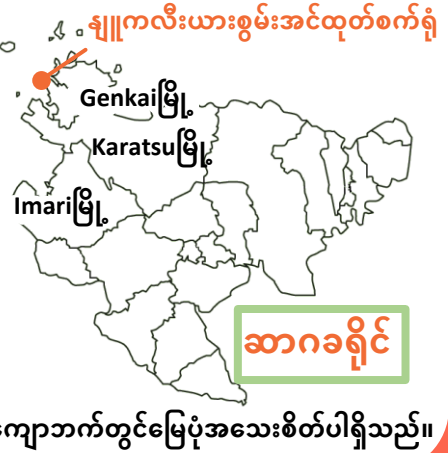 နျူကလီးယားစွမ်းအင်ထုတ်စက်ရုံ
Genkaiမြို့
Karatsuမြို့
Imariမြို့
ဆာဂခရိုင်
ကျောဘက်တွင်မြေပုံအသေးစိတ်ပါရှိသည်။